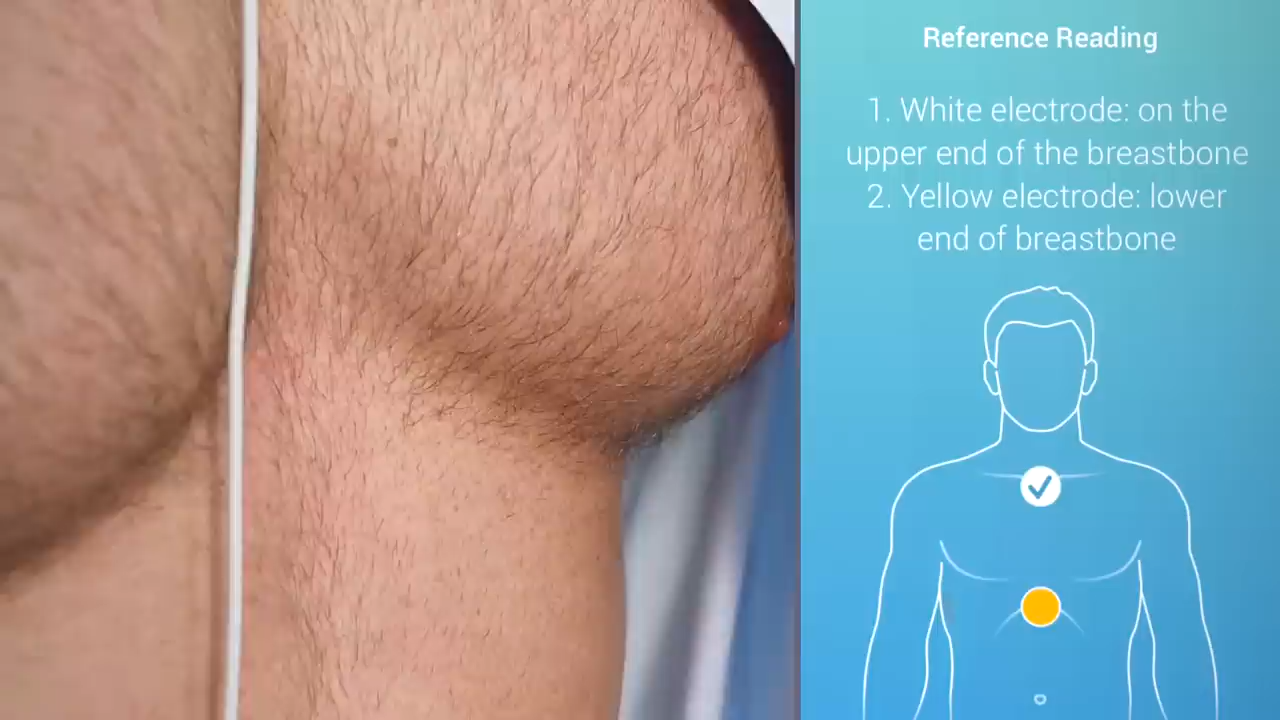 Reference Reading
1. White electrode: on the
upper end of the breastbone
2. Yellow electrode: lower
end of breastbone